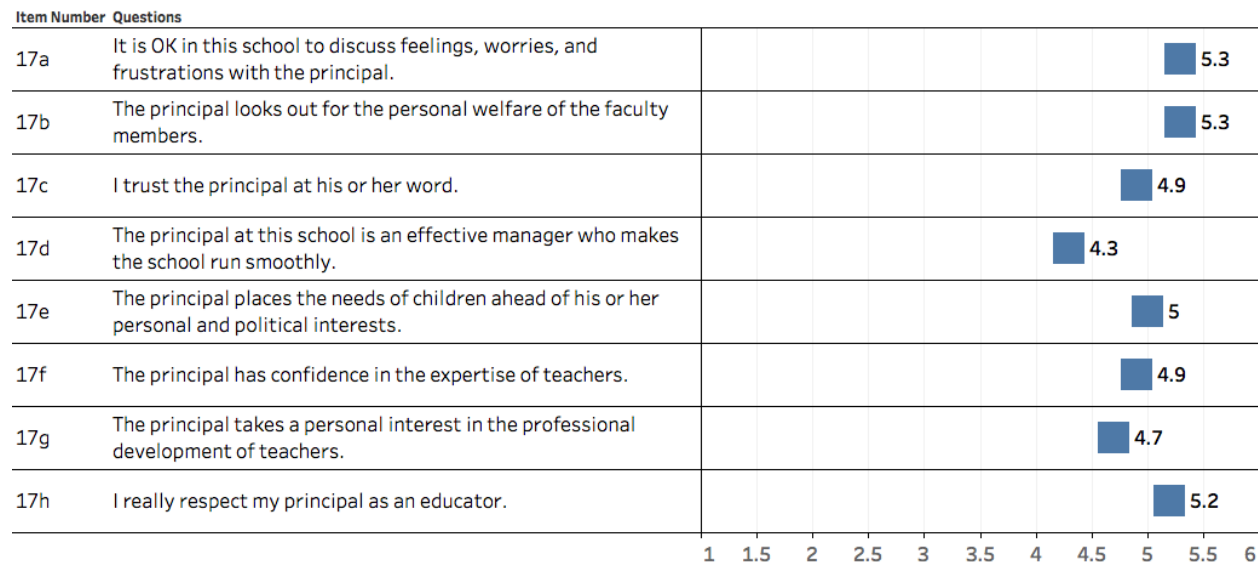 Item Number Questions
17a It is OK in this school to discuss feelings, worries, and
frustrations with the principal.
5.3
17b The principal looks out for the personal welfare of the faculty
members.
5.3
17c I trust the principal at his or her word.
4.9
17d The principal at this school is an effective manager who makes
the school run smoothly.
4.3
17e The principal places the needs of children ahead of his or her
personal and political interests.
5
17f The principal has confidence in the expertise of teachers.
4.9
17g The principal takes a personal interest in the professional
development of teachers.
4.7
17h I really respect my principal as an educator.
5.2
1 1.5 2 2.5 3 3.5 4 4.5 5 5.5 6